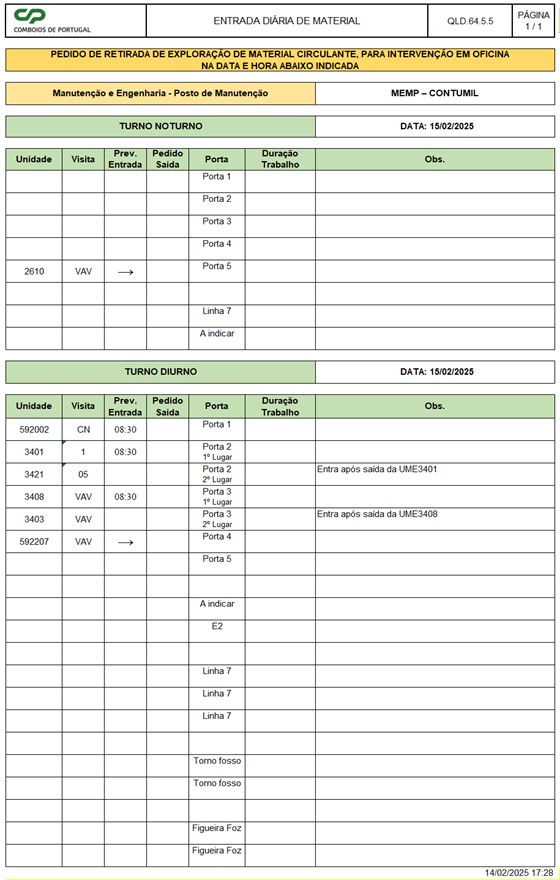 CP
COMBOIOS DE PORTUGAL
ENTRADA DIÁRIA DE MATERIAL
QLD.64.5.5
PÁGINA
1 / 1
PEDIDO DE RETIRADA DE EXPLORAÇÃO DE MATERIAL CIRCULANTE, PARA INTERVENÇÃO EM OFICINA
NA DATA E HORA ABAIXO INDICADA
Manutenção e Engenharia - Posto de Manutenção MEMP – CONTUMIL
TURNO NOTURNO DATA: 15/02/2025
Unidade Visita Prev. Entrada Pedido Saída Porta Duração Trabalho Obs.
Porta 1
Porta 2
Porta 3
Porta 4
2610 VAV → Porta 5
Linha 7
A indicar
TURNO DIURNO DATA: 15/02/2025
Unidade Visita Prev. Entrada Pedido Saída Porta Duração Trabalho Obs.
592002 CN 08:30 Porta 1
3401 1 08:30 Porta 2 1º Lugar
3421 05 Porta 2 2º Lugar Entra após saída da UME3401
3408 VAV 08:30 Porta 3 1º Lugar
3403 VAV Porta 3 2º Lugar Entra após saída da UME3408
592207 VAV → Porta 4
Porta 5
A indicar
E2
Linha 7
Linha 7
Linha 7
Torno fosso
Torno fosso
Figueira Foz
Figueira Foz
14/02/2025 17:28